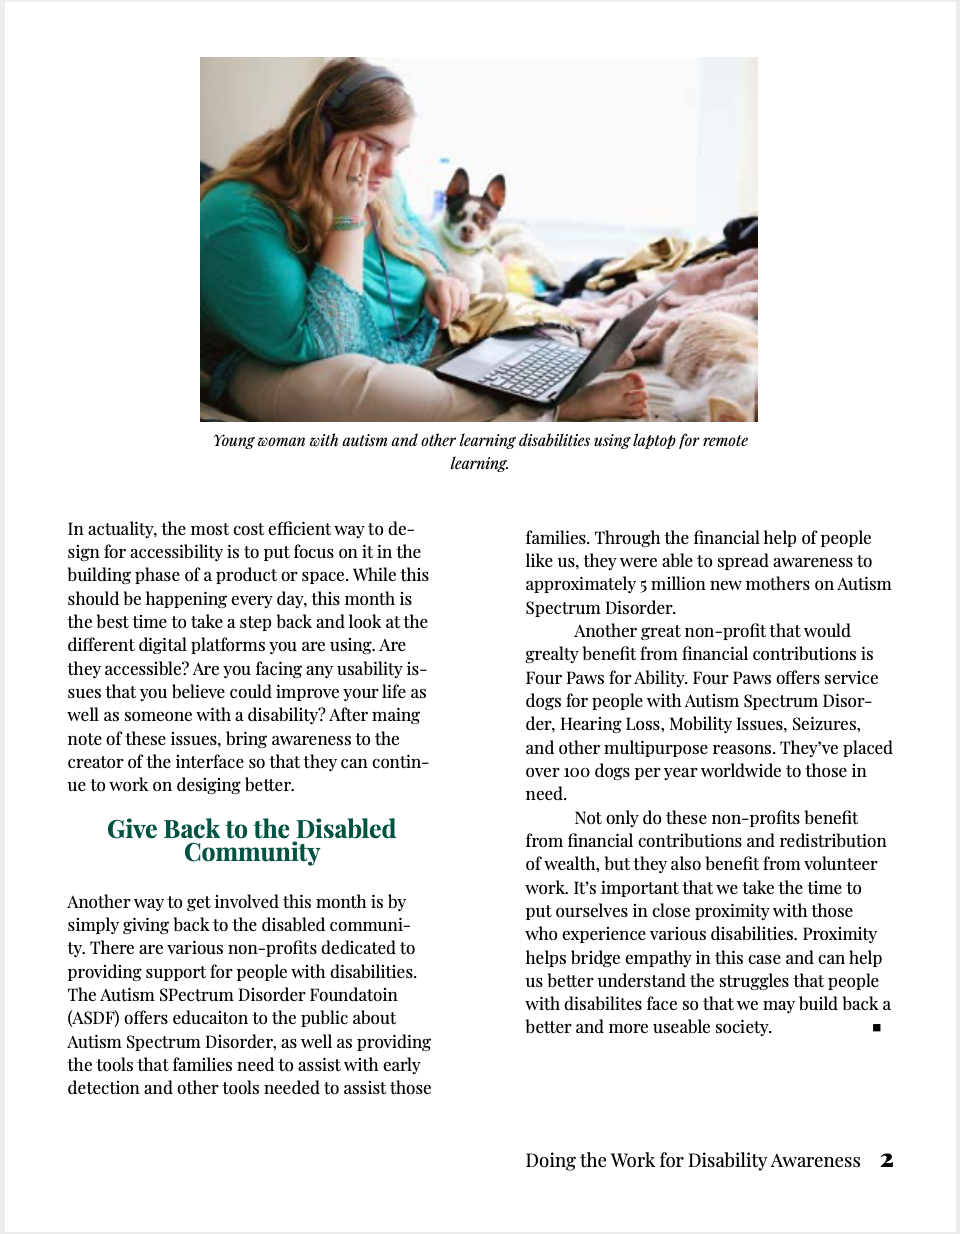 Young woman with autism and other learning disabilities using laptop for remote
learning.
In actuality, the most cost efficient way to de-
sign for accessibility is to put focus on it in the
building phase of a product or space. While this
should be happening every day, this month is
the best time to take a step back and look at the
different digital platforms you are using. Are
they accessible? Are you facing any usability is-
sues that you believe could improve your life as
well as someone with a disability? After maing
note of these issues, bring awareness to the
creator of the interface so that they can contin-
ue to work on desiging better.
Give Back to the Disabled
Community
Another way to get involved this month is by
simply giving back to the disabled communi-
ty. There are various non-profits dedicated to
providing support for people with disabilities.
The Autism SPectrum Disorder Foundatoin
(ASDF) offers educaiton to the public about
Autism Spectrum Disorder, as well as providing
the tools that families need to assist with early
detection and other tools needed to assist those
families. Through the financial help of people
like us, they were able to spread awareness to
approximately 5 million new mothers on Autism
Spectrum Disorder.
Another great non-profit that would
grealty benefit from financial contributions is
Four Paws for Ability. Four Paws offers service
dogs for people with Autism Spectrum Disor-
der, Hearing Loss, Mobility Issues, Seizures,
and other multipurpose reasons. They've placed
over 100 dogs per year worldwide to those in
need.
Not only do these non-profits benefit
from financial contributions and redistribution
of wealth, but they also benefit from volunteer
work. It's important that we take the time to
put ourselves in close proximity with those
who experience various disabilities. Proximity
helps bridge empathy in this case and can help
us better understand the struggles that people
with disabilites face so that we may build back a
better and more useable society. ■
Doing the Work for Disability Awareness 2